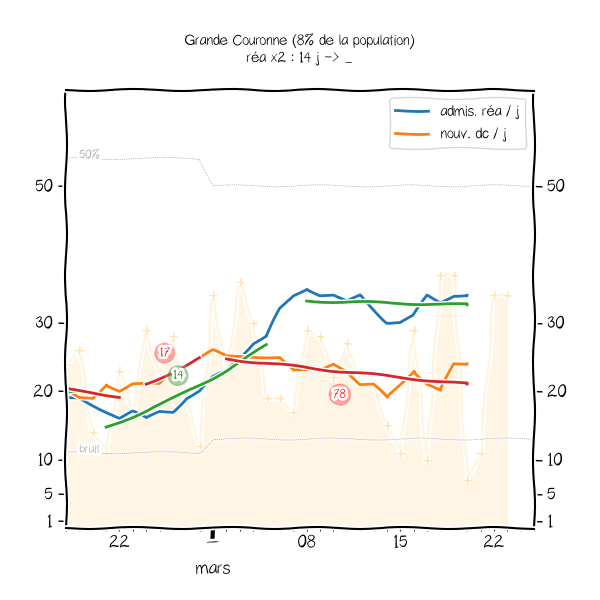 Grande Couronne (8% de la population)
réa x2 : 14 j -> _
admis. réa / j
nouv. dc / j
50%
50 50
30 30
17
14
20 20
78
bruit
10 10
5 5
1 1
22 1 08 15 22
mars